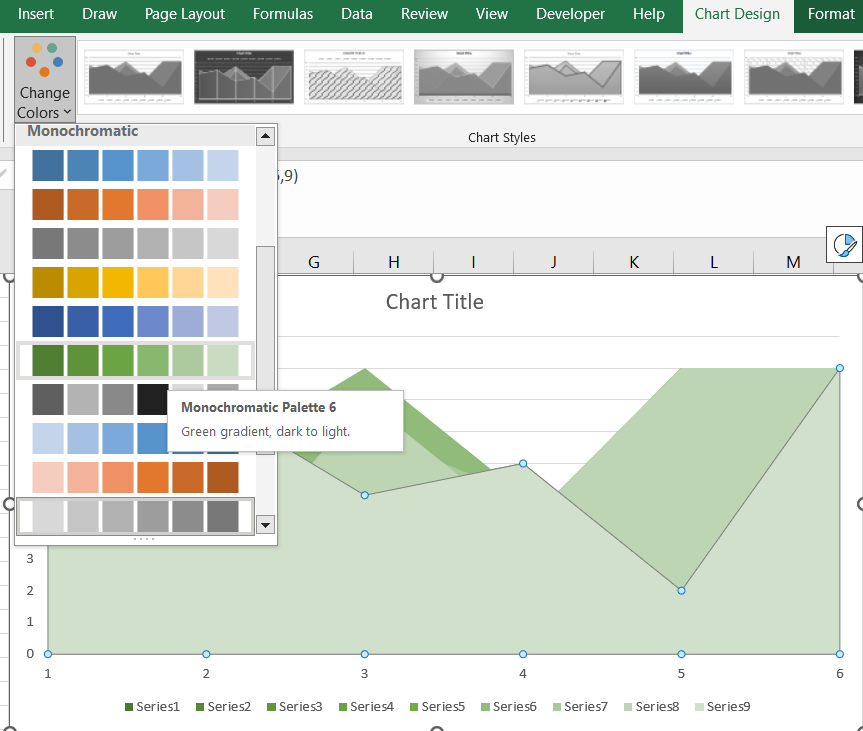 Insert Draw Page Layout Formulas Data Review View Developer Help Chart Design Format
Change
Colors
Chart Styles
Monochromatic
,9)
G H I J K L M
Chart Title
Monochromatic Palette 6
Green gradient, dark to light.
3
2
1
0
1 2 3 4 5 6
Series1 Series2 Series3 Series4 Series5 Series6 Series7 Series8 Series9